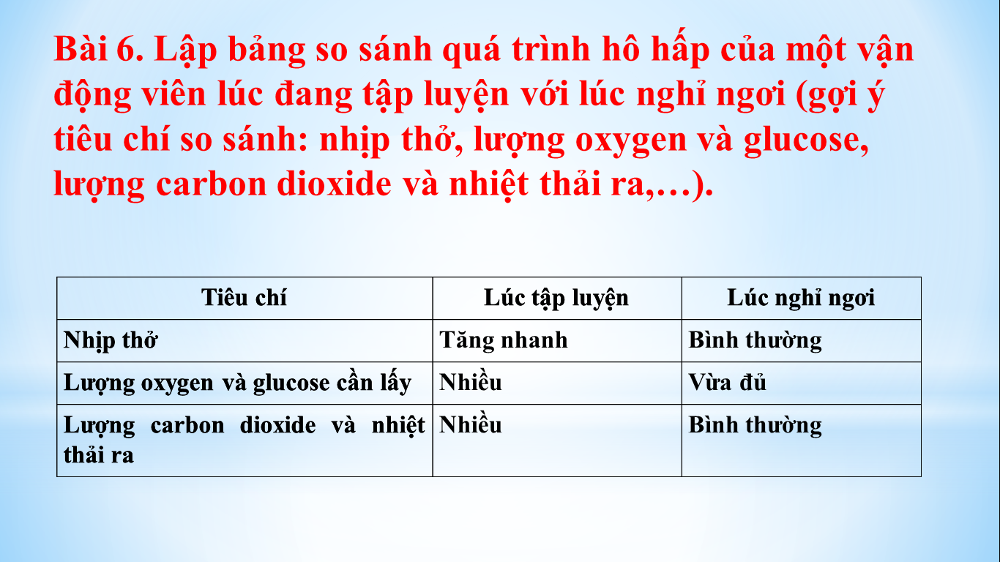 Bài 6. Lập bảng so sánh quá trình hô hấp của một vận
động viên lúc đang tập luyện với lúc nghỉ ngơi (gợi ý
tiêu chí so sánh: nhịp thở, lượng oxygen và glucose,
lượng carbon dioxide và nhiệt thải ra,…).
Tiêu chí Lúc tập luyện Lúc nghỉ ngơi
Nhịp thở Tăng nhanh Bình thường
Lượng oxygen và glucose cần lấy Nhiều Vừa đủ
Lượng carbon dioxide và nhiệt Nhiều Bình thường
thải ra